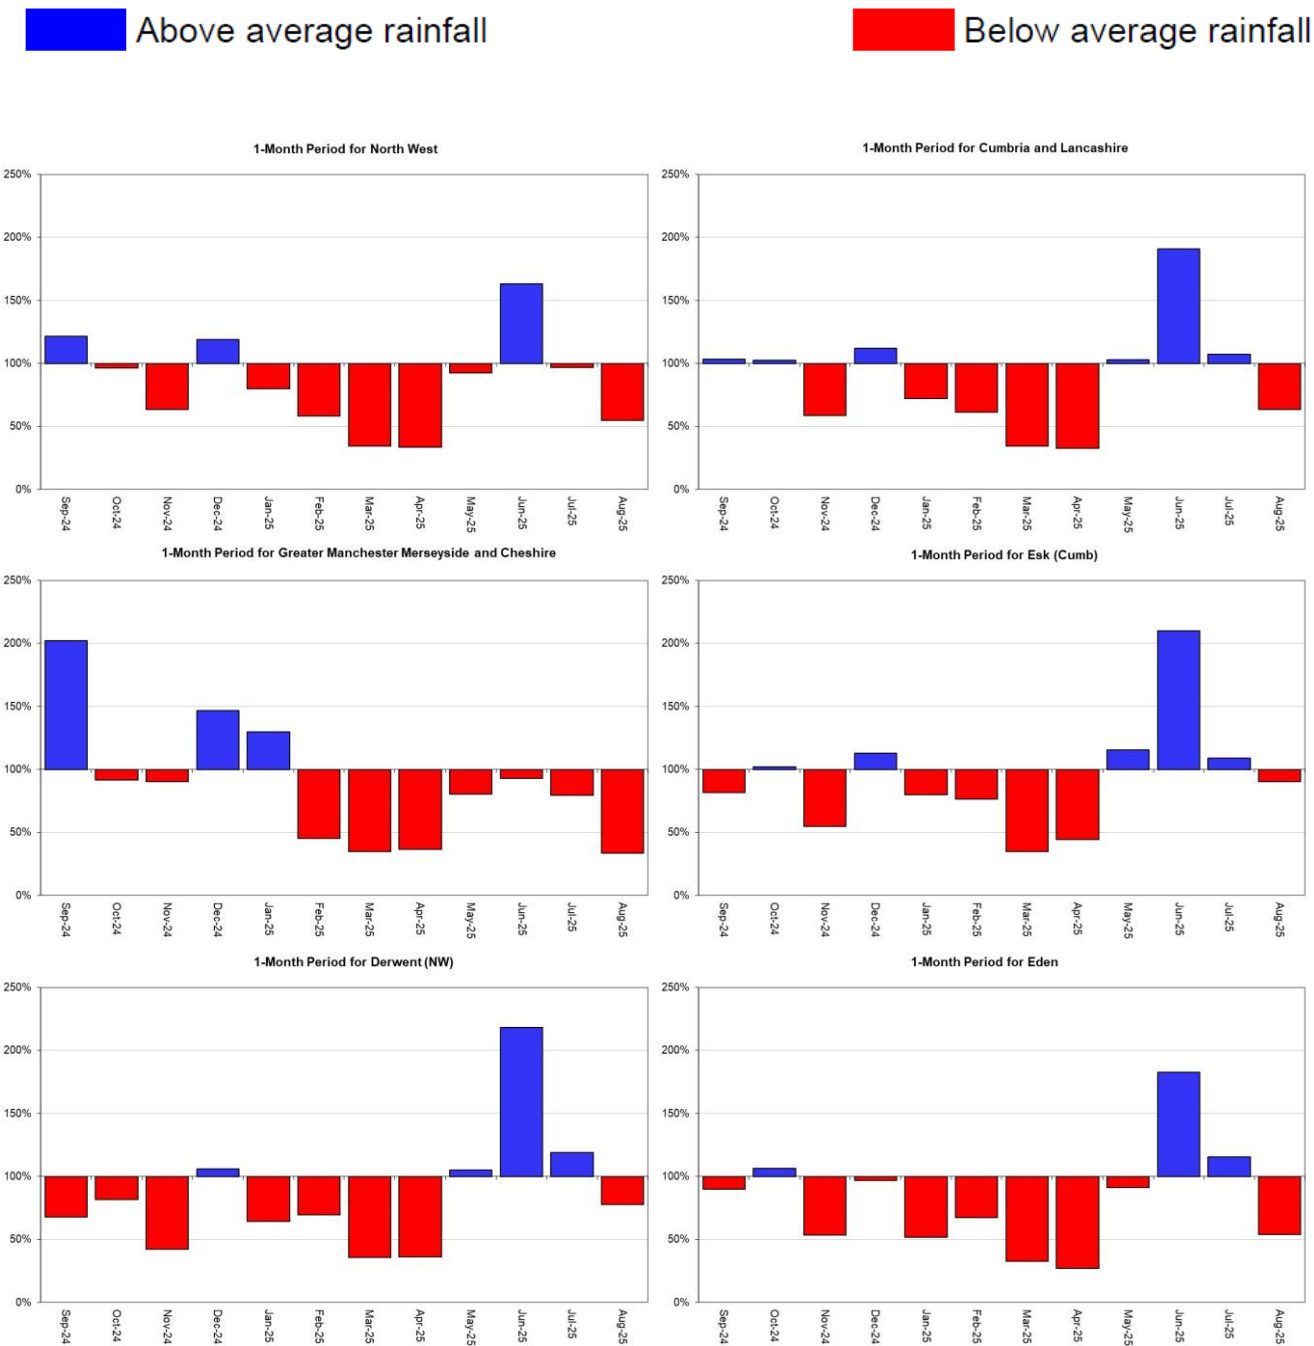 Above average rainfall
Below average rainfall
1-Month Period for North West
250%
200%
150%
100%
50%
0%
Sep-24
Oct-24
Nov-24
Dec-24
Jan-25
Feb-25
Mar-25
Apr-25
May-25
Jun-25
Jul-25
Aug-25
1-Month Period for Cumbria and Lancashire
250%
200%
150%
100%
50%
0%
Sep-24
Oct-24
Nov-24
Dec-24
Jan-25
Feb-25
Mar-25
Apr-25
May-25
Jun-25
Jul-25
Aug-25
1-Month Period for Greater Manchester Merseyside and Cheshire
250%
200%
150%
100%
50%
0%
Sep-24
Oct-24
Nov-24
Dec-24
Jan-25
Feb-25
Mar-25
Apr-25
May-25
Jun-25
Jul-25
Aug-25
1-Month Period for Esk (Cumb)
250%
200%
150%
100%
50%
0%
Sep-24
Oct-24
Nov-24
Dec-24
Jan-25
Feb-25
Mar-25
Apr-25
May-25
Jun-25
Jul-25
Aug-25
1-Month Period for Derwent (NW)
250%
200%
150%
100%
50%
0%
Sep-24
Oct-24
Nov-24
Dec-24
Jan-25
Feb-25
Mar-25
Apr-25
May-25
Jun-25
Jul-25
Aug-25
1-Month Period for Eden
250%
200%
150%
100%
50%
0%
Sep-24
Oct-24
Nov-24
Dec-24
Jan-25
Feb-25
Mar-25
Apr-25
May-25
Jun-25
Jul-25
Aug-25